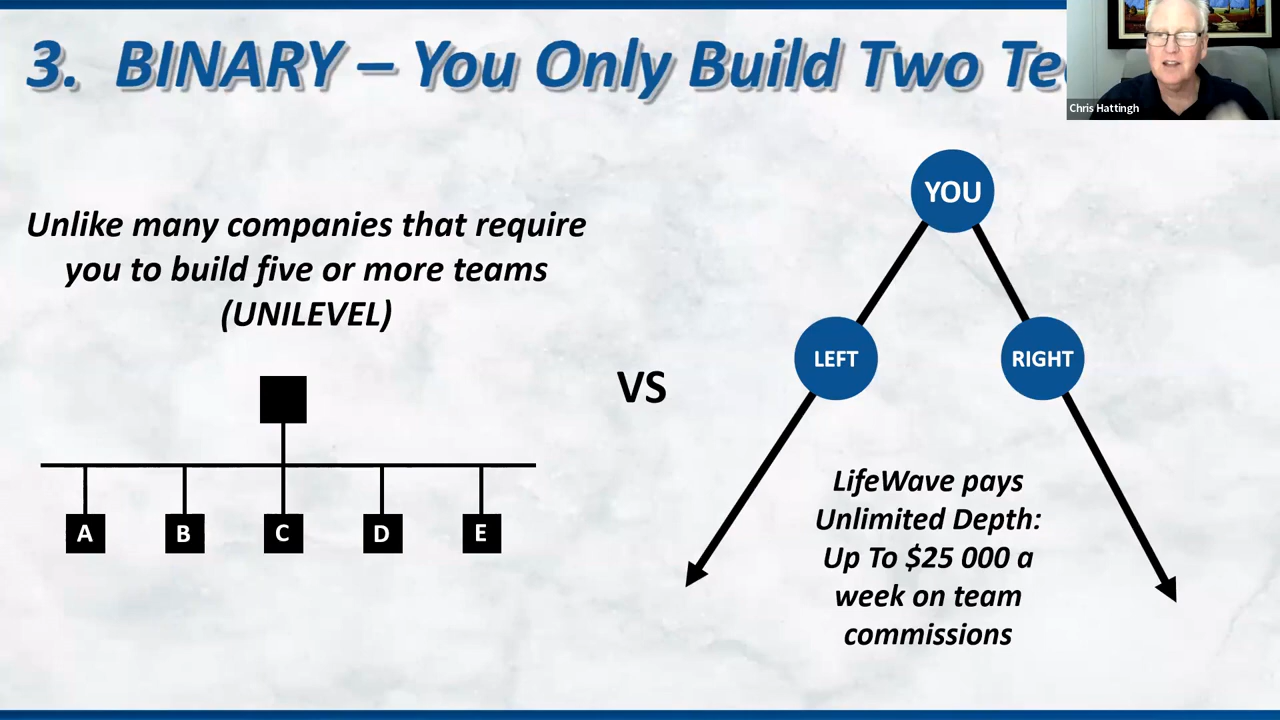 3. BINARY – You Only Build Two
Chris Hattingh
Unlike many companies that require
you to build five or more teams
(UNILEVEL)
A B C D E
VS
YOU
LEFT RIGHT
LifeWave pays
Unlimited Depth:
Up To $25 000 a
week on team
commissions